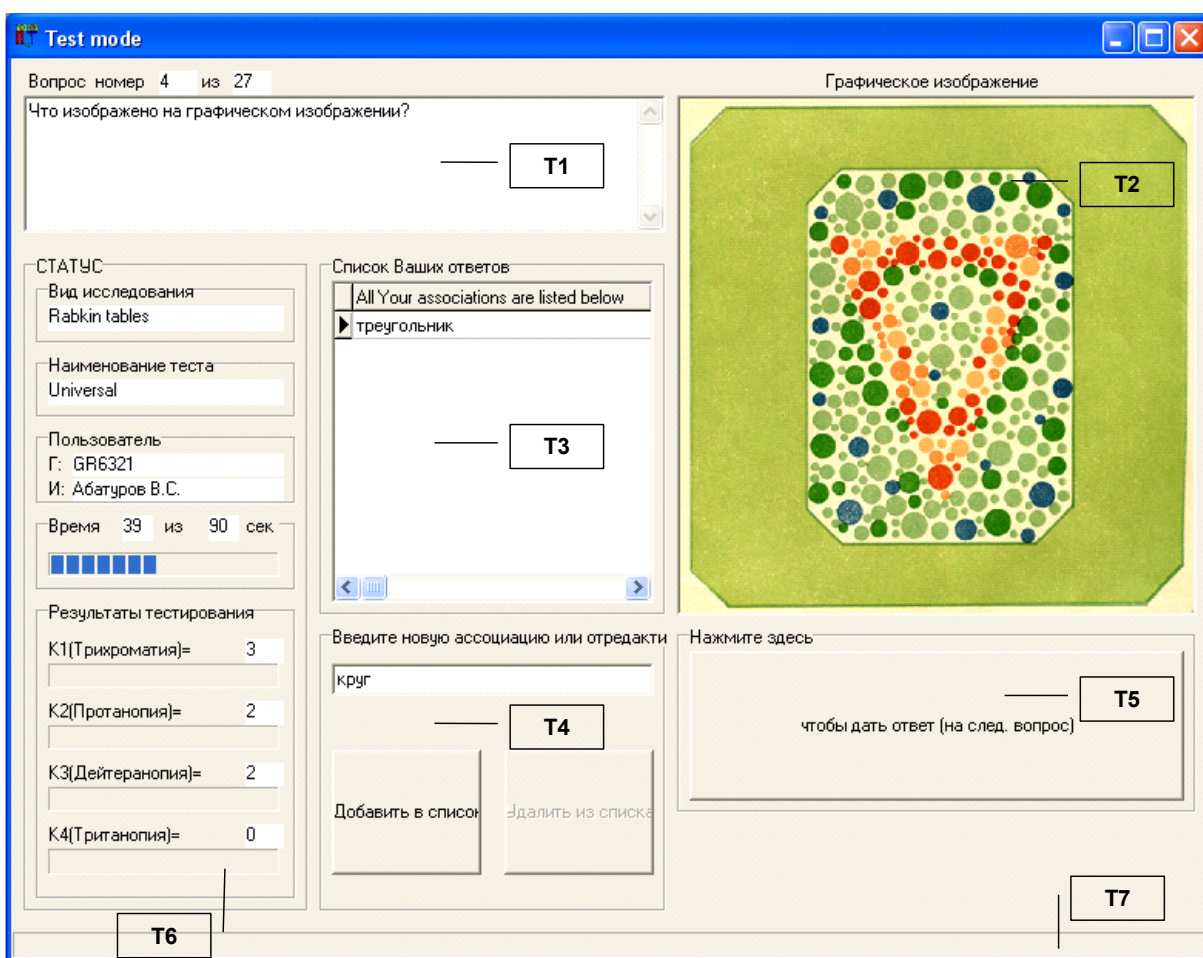 Test mode
Вопрос номер 4 из 27
Графическое изображение
Что изображено на графическом изображении?
T1
T2
СТАТУС
Вид исследования
Rabkin tables
Наименование теста
Universal
Пользователь
Г: GR6321
И: Абатуров В.С.
Время 39 из 90 сек
Результаты тестирования
K1(Трихроматия)= 3
K2(Протанопия)= 2
K3(Дейтеранопия)= 2
K4(Тританопия)= 0
T6
Список Ваших ответов
All Your associations are listed below
треугольник
T3
Введите новую ассоциацию или отредакти
круг
T4
Добавить в список
Удалить из списка
Нажмите здесь
T5
чтобы дать ответ (на след. вопрос)
T7